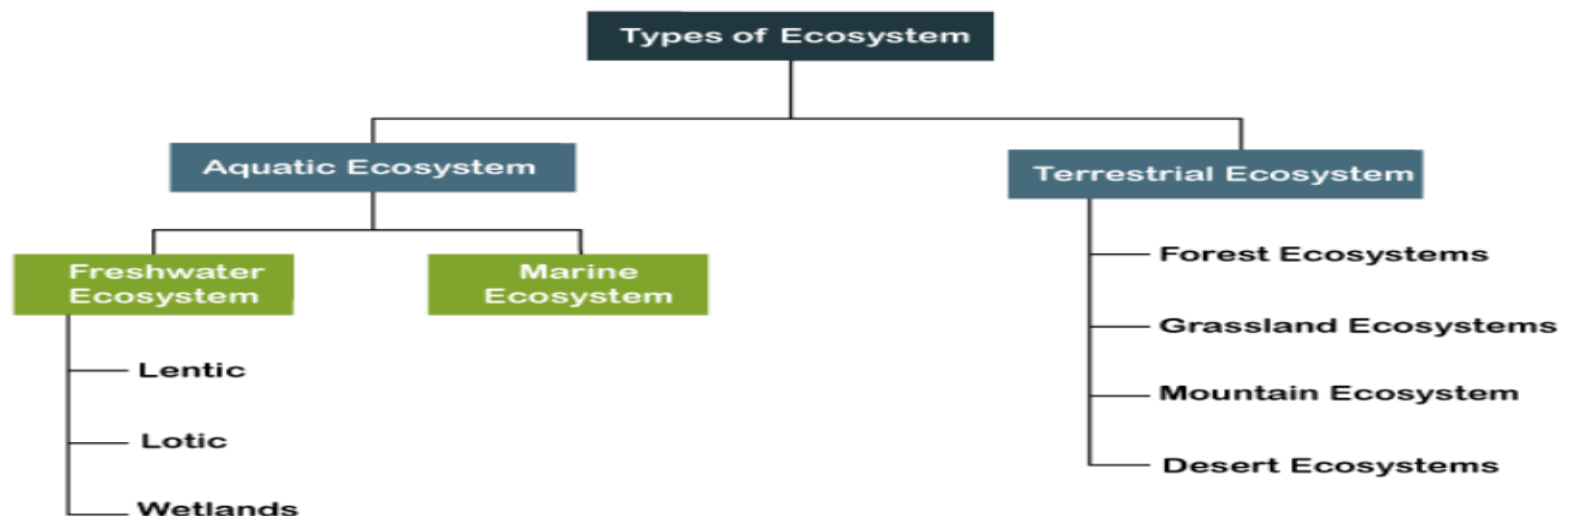 Types of Ecosystem
Aquatic Ecosystem
Terrestrial Ecosystem
Freshwater
Ecosystem
Marine
Ecosystem
Lentic
Lotic
Wetlands
Forest Ecosystems
Grassland Ecosystems
Mountain Ecosystem
Desert Ecosystems